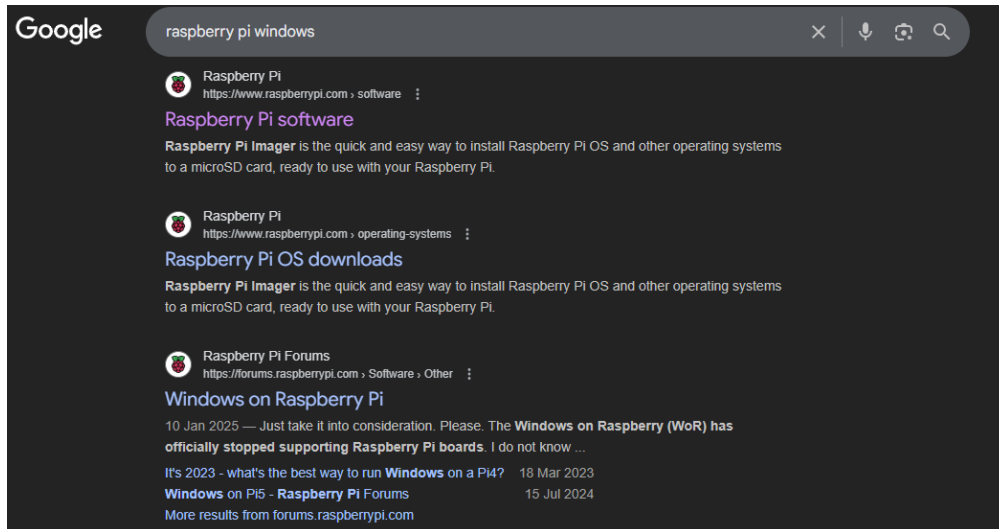 Google
raspberry pi windows
Raspberry Pi
https://www.raspberrypi.com › software
Raspberry Pi software
Raspberry Pi Imager is the quick and easy way to install Raspberry Pi OS and other operating systems
to a microSD card, ready to use with your Raspberry Pi.
Raspberry Pi
https://www.raspberrypi.com › operating-systems
Raspberry Pi OS downloads
Raspberry Pi Imager is the quick and easy way to install Raspberry Pi OS and other operating systems
to a microSD card, ready to use with your Raspberry Pi.
Raspberry Pi Forums
https://forums.raspberrypi.com › Software › Other
Windows on Raspberry Pi
10 Jan 2025 — Just take it into consideration. Please. The Windows on Raspberry (WoR) has
officially stopped supporting Raspberry Pi boards. I do not know ...
It's 2023 - what's the best way to run Windows on a Pi4? 18 Mar 2023
Windows on Pi5 - Raspberry Pi Forums 15 Jul 2024
More results from forums.raspberrypi.com